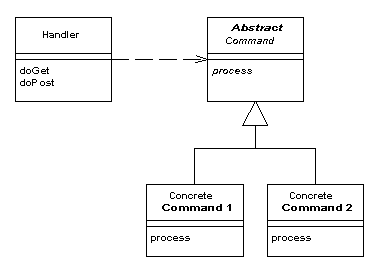 Handler
doGet
doPost
Abstract
Command
process
Concrete
Command 1
process
Concrete
Command 2
process